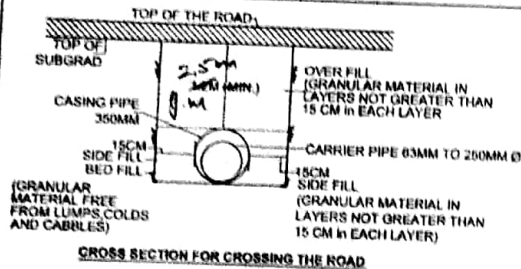 TOP OF THE ROAD
TOP OF
SUBGRAD
2.5m
(MIN.)
OVER FILL
(GRANULAR MATERIAL IN
LAYERS NOT GREATER THAN
15 CM in EACH LAYER
CASING PIPE
350MM
15CM
SIDE FILL
BED FILL
CARRIER PIPE 63MM TO 250MM Ø
15CM
SIDE FILL
(GRANULAR MATERIAL IN
LAYERS NOT GREATER THAN
15 CM in EACH LAYER)
(GRANULAR
MATERIAL FREE
FROM LUMPS,COLDS
AND CABBLES)
CROSS SECTION FOR CROSSING THE ROAD